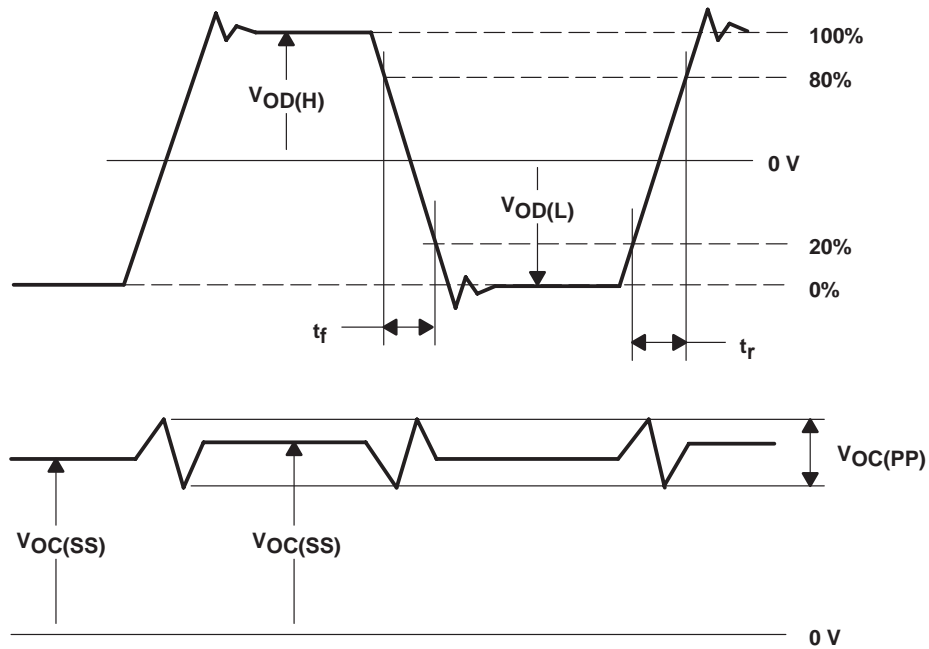 100%
80%
VOD(H)
0 V
VOD(L)
20%
0%
tf
tr
VOC(PP)
VOC(SS)
VOC(SS)
0 V